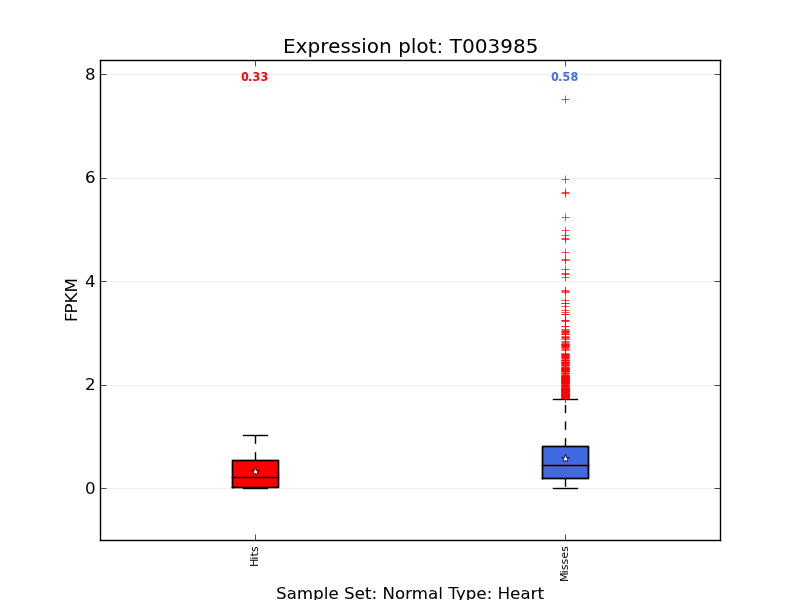 Expression plot: T003985
0.33
0.58
8
6
4
2
0
FPKM
Hits
Misses
Sample Set: Normal Type: Heart